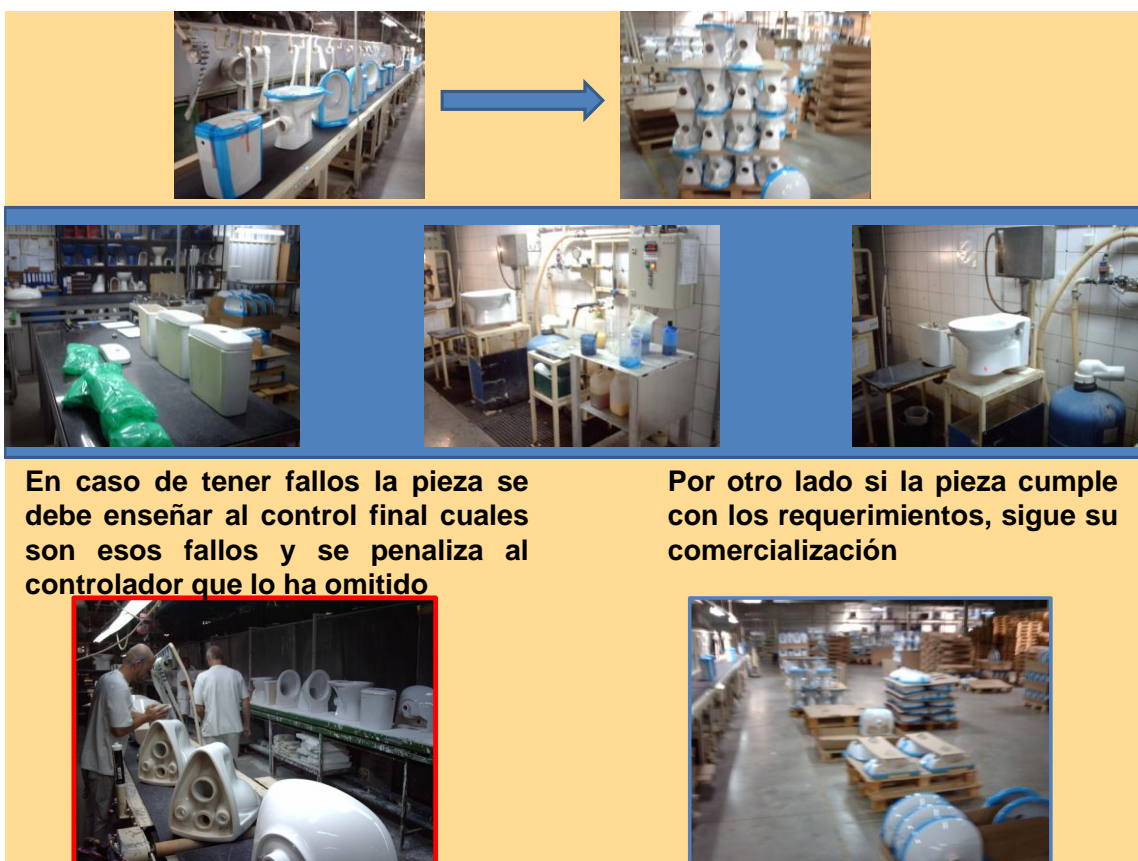 En caso de tener fallos la pieza se
debe enseñar al control final cuales
son esos fallos y se penaliza al
controlador que lo ha omitido
Por otro lado si la pieza cumple
con los requerimientos, sigue su
comercialización